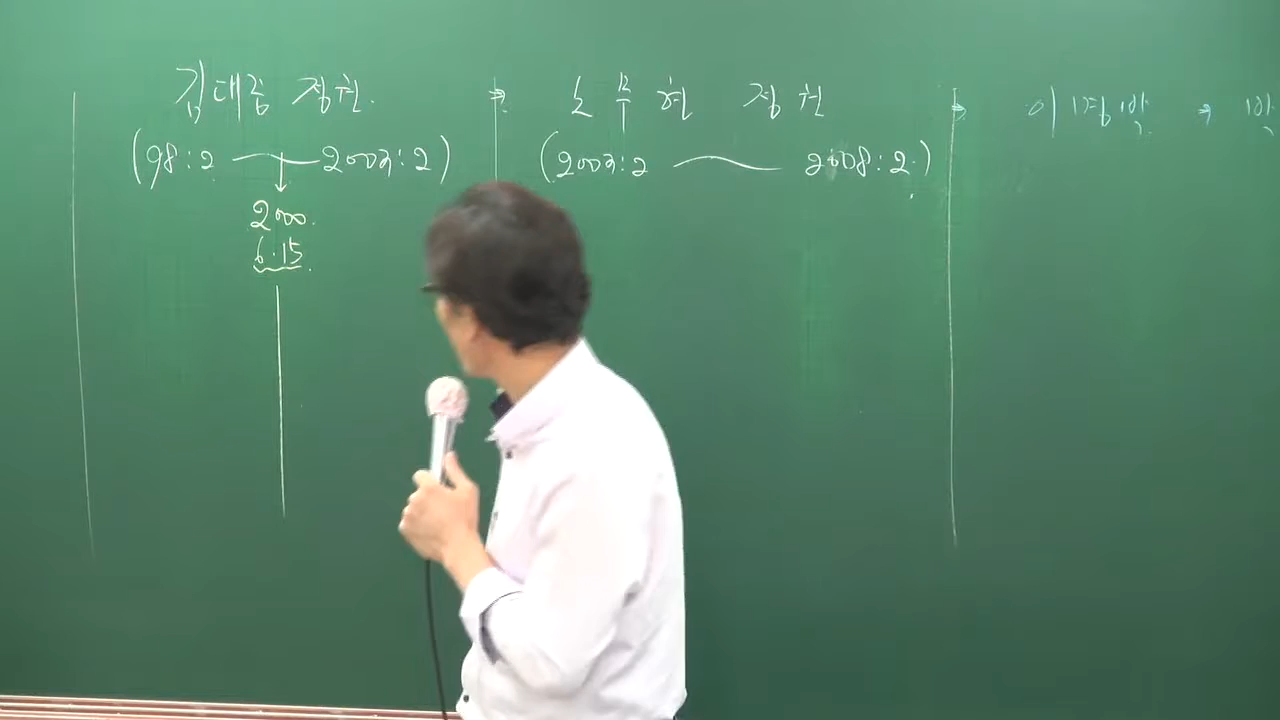 김대중 정권
(98:2 ~ 2003:2)
2000.
6.15.
⇒ 노무현 정권
(2003:2 ~ 2008:2.)
⇒ 이명박 →